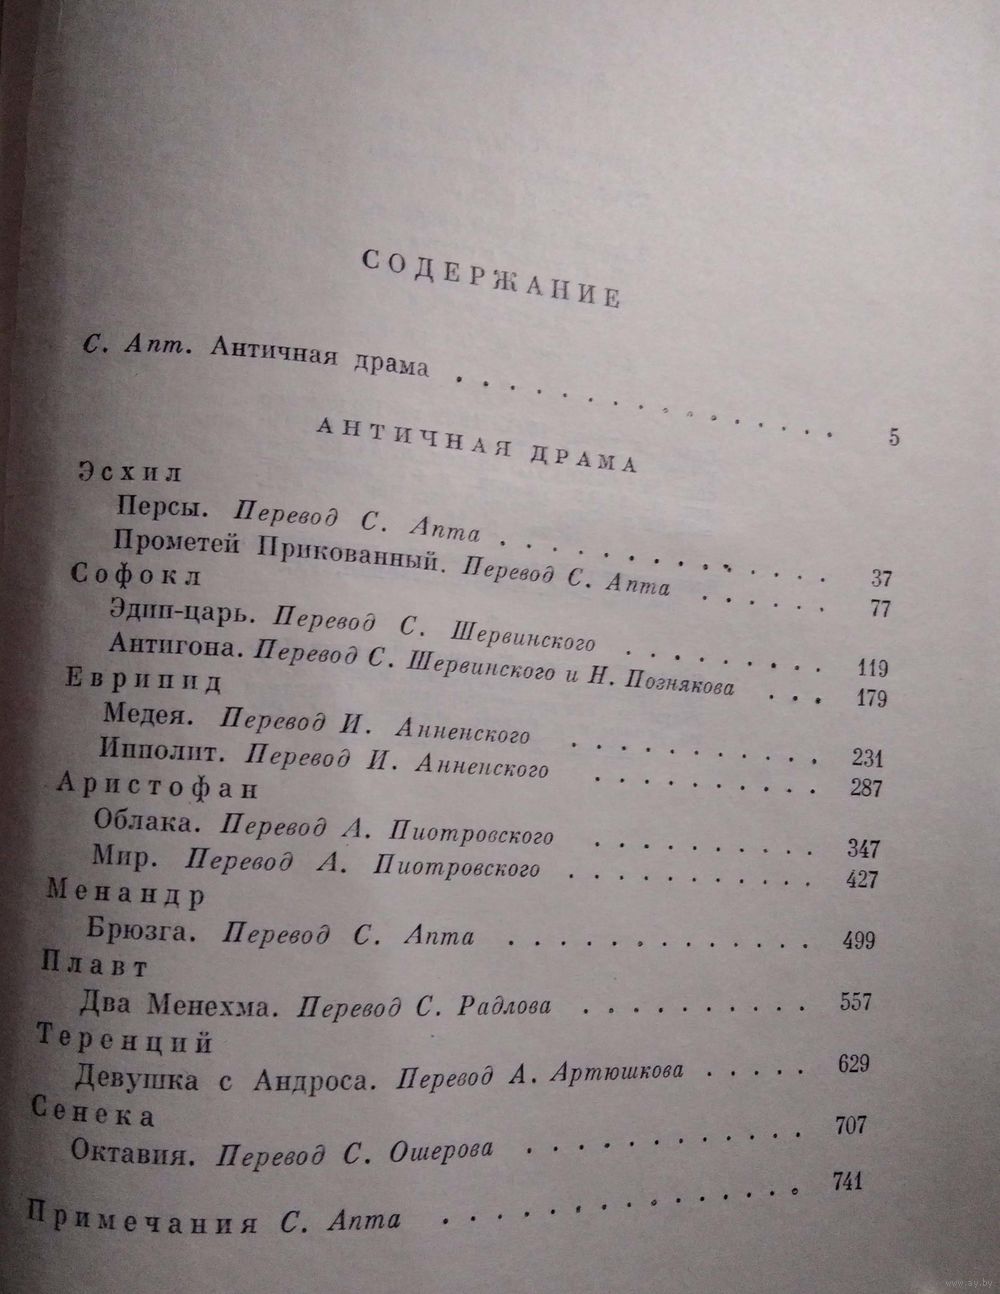 СОДЕРЖАНИЕ
С. Апт. Античная драма . . . . . . . . . . . . . . . 5
АНТИЧНАЯ ДРАМА
Эсхил
Персы. Перевод С. Апта . . . . . . . . . . . . . 37
Прометей Прикованный. Перевод С. Апта . . . . . 77
Софокл
Эдип-царь. Перевод С. Шервинского . . . . . . . . 119
Антигона. Перевод С. Шервинского и Н. Познякова . . . 179
Еврипид
Медея. Перевод И. Анненского . . . . . . . . . . 231
Ипполит. Перевод И. Анненского . . . . . . . . . 287
Аристофан
Облака. Перевод А. Пиотровского . . . . . . . . . 347
Мир. Перевод А. Пиотровского . . . . . . . . . . 427
Менандр
Брюзга. Перевод С. Апта . . . . . . . . . . . . 499
Плавт
Два Менехма. Перевод С. Радлова . . . . . . . . . 557
Теренций
Девушка с Андроса. Перевод А. Артюшкова . . . . . 629
Сенека
Октавия. Перевод С. Ошерова . . . . . . . . . . . 707
Примечания С. Апта . . . . . . . . . . . . . . 741
www.ay.by